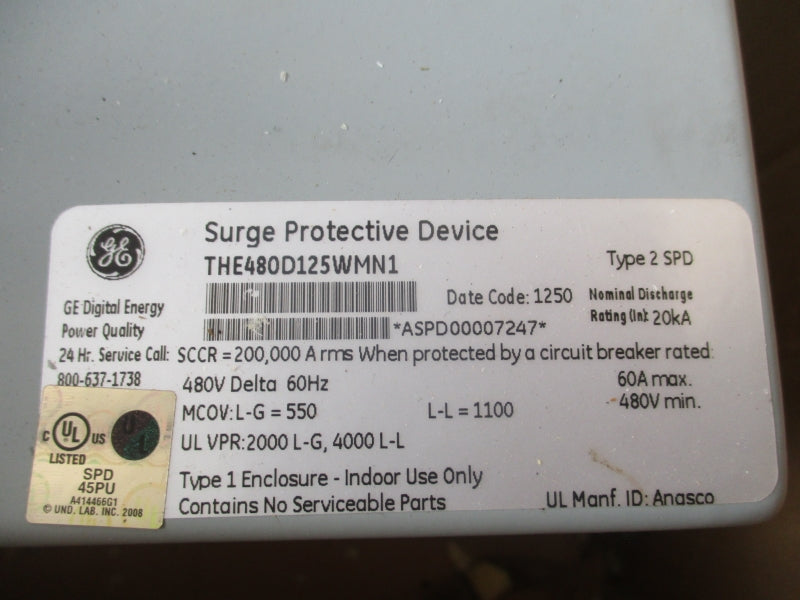 GE
Surge Protective Device
THE480D125WMN1
Type 2 SPD
GE Digital Energy
Power Quality
Date Code: 1250
Nominal Discharge
Rating (In): 20kA
*ASPD00007247*
24 Hr. Service Call:
800-637-1738
SCCR = 200,000 A rms When protected by a circuit breaker rated:
60A max.
480V min.
480V Delta 60Hz
MCOV: L-G = 550 L-L = 1100
UL VPR: 2000 L-G, 4000 L-L
Type 1 Enclosure - Indoor Use Only
Contains No Serviceable Parts
UL Manf. ID: Anasco
C UL US
UL
LISTED
SPD
45PU
A414466G1
© UND. LAB. INC. 2008